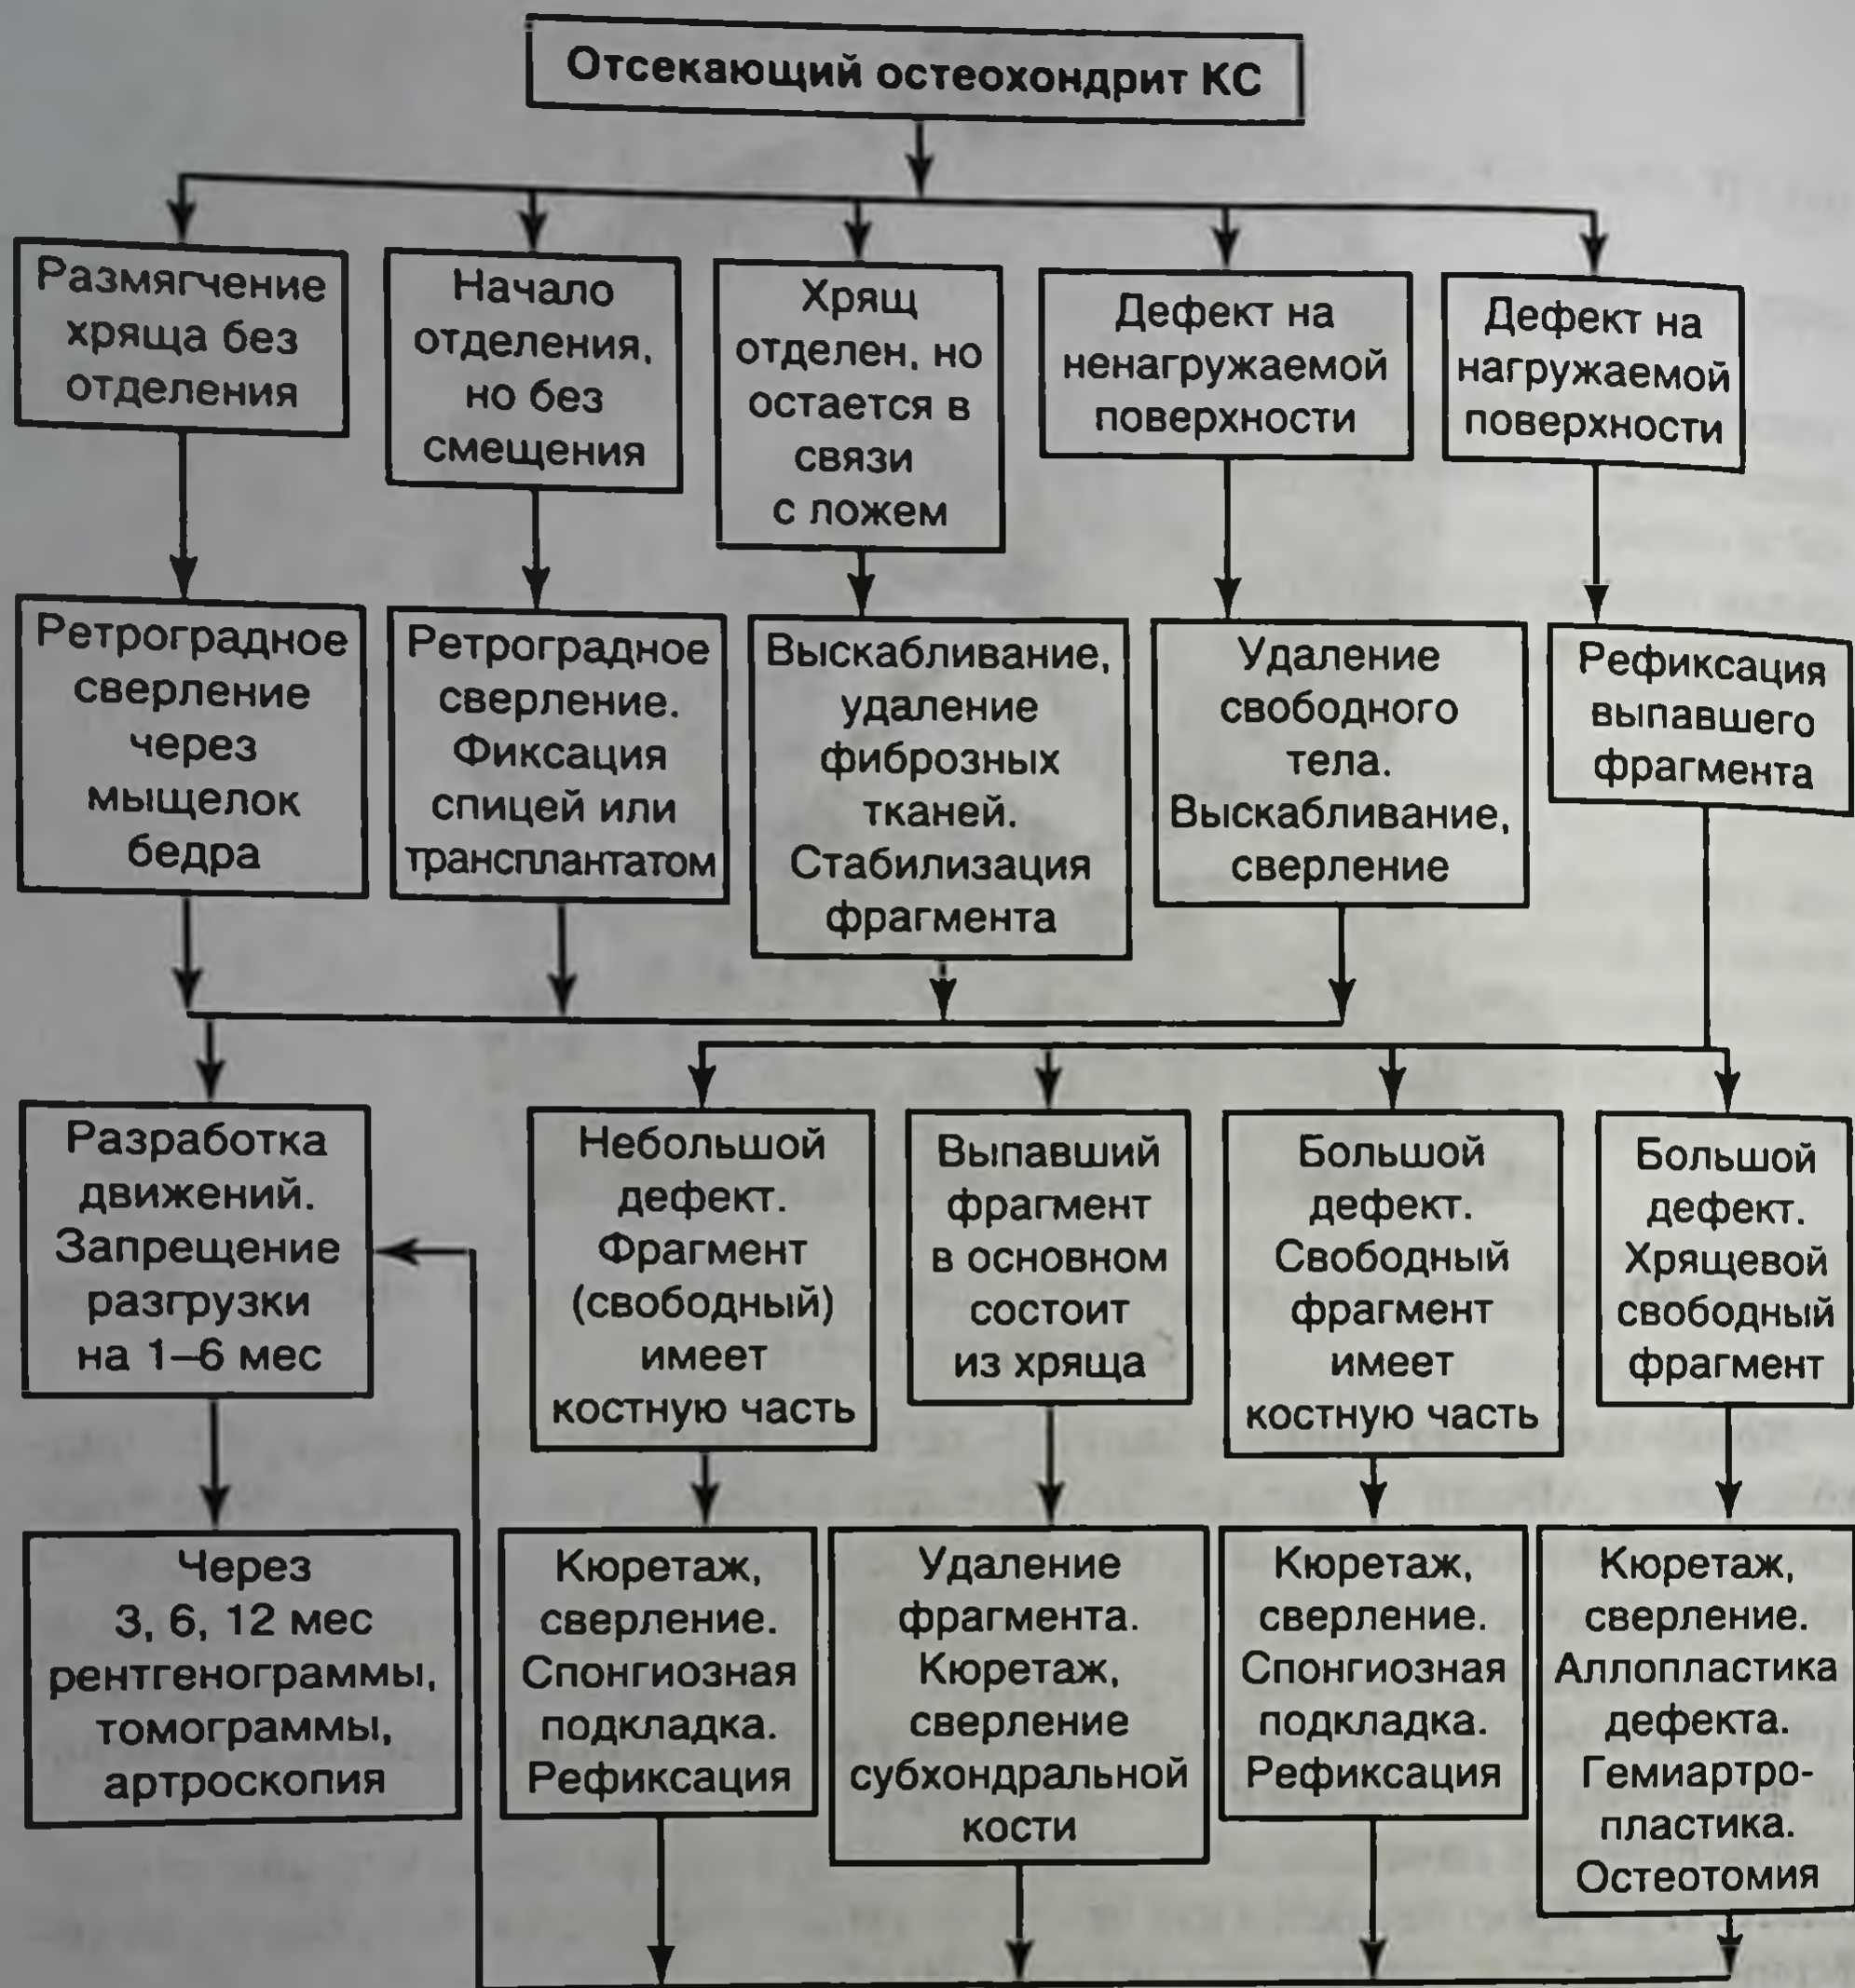 Отсекающий остеохондрит КС
Размягчение
хряща без
отделения
Начало
отделения,
но без
смещения
Хрящ
отделен, но
остается в
связи
с ложем
Дефект на
ненагружаемой
поверхности
Дефект на
нагружаемой
поверхности
Ретроградное
сверление
через
мыщелок
бедра
Ретроградное
сверление.
Фиксация
спицей или
трансплантатом
Выскабливание,
удаление
фиброзных
тканей.
Стабилизация
фрагмента
Удаление
свободного
тела.
Выскабливание,
сверление
Рефиксация
выпавшего
фрагмента
Разработка
движений.
Запрещение
разгрузки
на 1–6 мес
Небольшой
дефект.
Фрагмент
(свободный)
имеет
костную часть
Выпавший
фрагмент
в основном
состоит
из хряща
Большой
дефект.
Свободный
фрагмент
имеет
костную часть
Большой
дефект.
Хрящевой
свободный
фрагмент
Через
3, 6, 12 мес
рентгенограммы,
томограммы,
артроскопия
Кюретаж,
сверление.
Спонгиозная
подкладка.
Рефиксация
Удаление
фрагмента.
Кюретаж,
сверление
субхондральной
кости
Кюретаж,
сверление.
Спонгиозная
подкладка.
Рефиксация
Кюретаж,
сверление.
Аллопластика
дефекта.
Гемиартро-
пластика.
Остеотомия